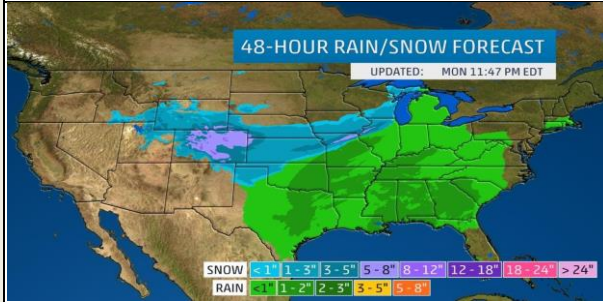 48-HOUR RAIN/SNOW FORECAST
UPDATED: MON 11:47 PM EDT
SNOW <1" 1 - 3" 3 - 5" 5 - 8" 8 - 12" 12 - 18" 18 - 24" > 24"
RAIN <1" 1 - 2" 2 - 3" 3 - 5" 5 - 8"